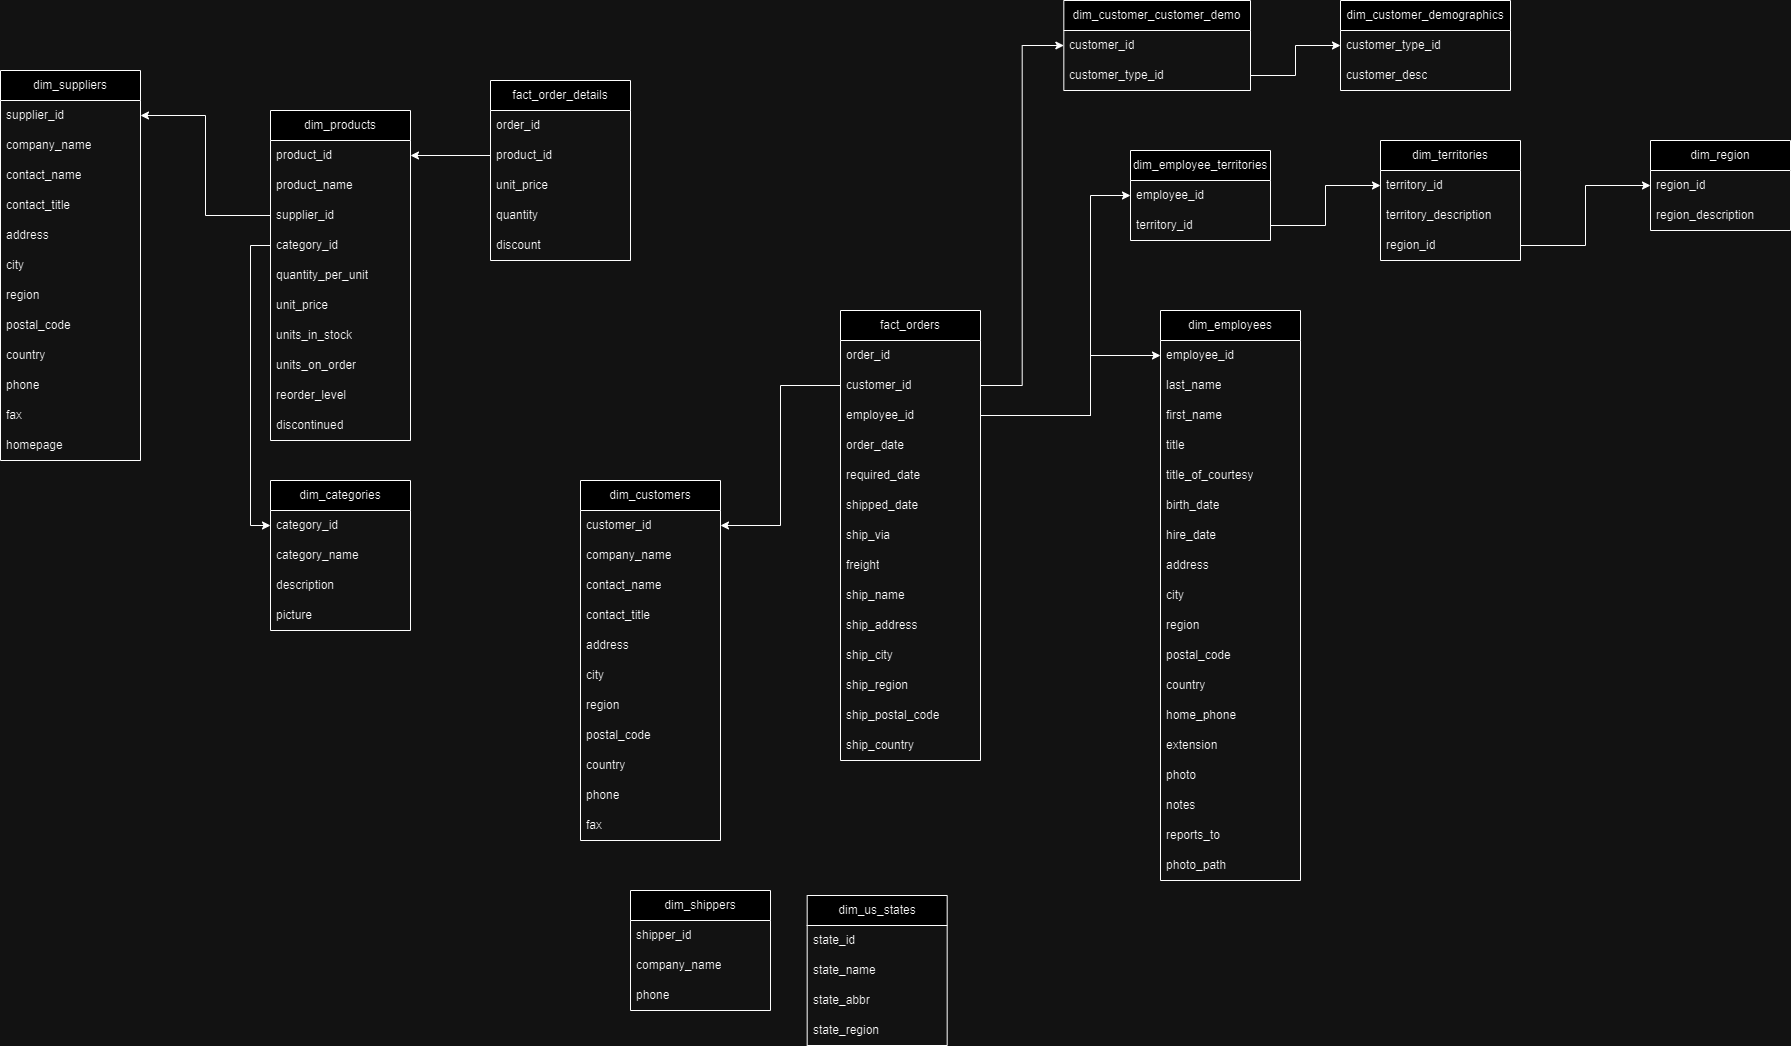 dim_customer_customer_demo
customer_id
customer_type_id
dim_customer_demographics
customer_type_id
customer_desc
dim_suppliers
supplier_id
company_name
contact_name
contact_title
address
city
region
postal_code
country
phone
fax
homepage
dim_products
product_id
product_name
supplier_id
category_id
quantity_per_unit
unit_price
units_in_stock
units_on_order
reorder_level
discontinued
fact_order_details
order_id
product_id
unit_price
quantity
discount
dim_employee_territories
employee_id
territory_id
dim_territories
territory_id
territory_description
region_id
dim_region
region_id
region_description
dim_categories
category_id
category_name
description
picture
dim_customers
customer_id
company_name
contact_name
contact_title
address
city
region
postal_code
country
phone
fax
fact_orders
order_id
customer_id
employee_id
order_date
required_date
shipped_date
ship_via
freight
ship_name
ship_address
ship_city
ship_region
ship_postal_code
ship_country
dim_employees
employee_id
last_name
first_name
title
title_of_courtesy
birth_date
hire_date
address
city
region
postal_code
country
home_phone
extension
photo
notes
reports_to
photo_path
dim_shippers
shipper_id
company_name
phone
dim_us_states
state_id
state_name
state_abbr
state_region